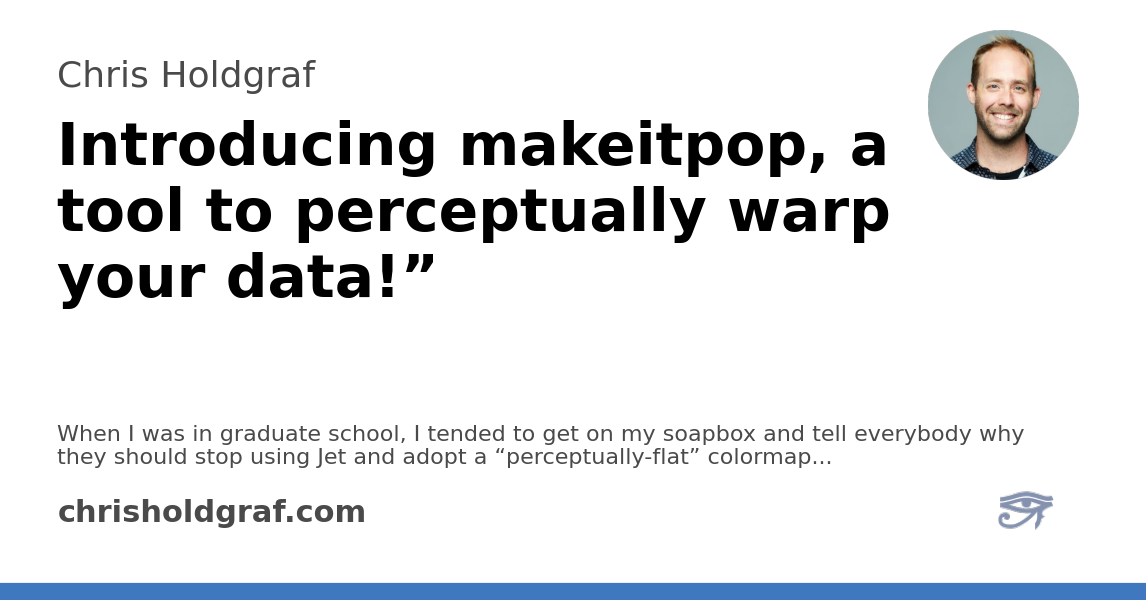 Chris Holdgraf
Introducing makeitpop, a
tool to perceptually warp
your data!”
When I was in graduate school, I tended to get on my soapbox and tell everybody why
they should stop using Jet and adopt a “perceptually-flat” colormap...
chrisholdgraf.com